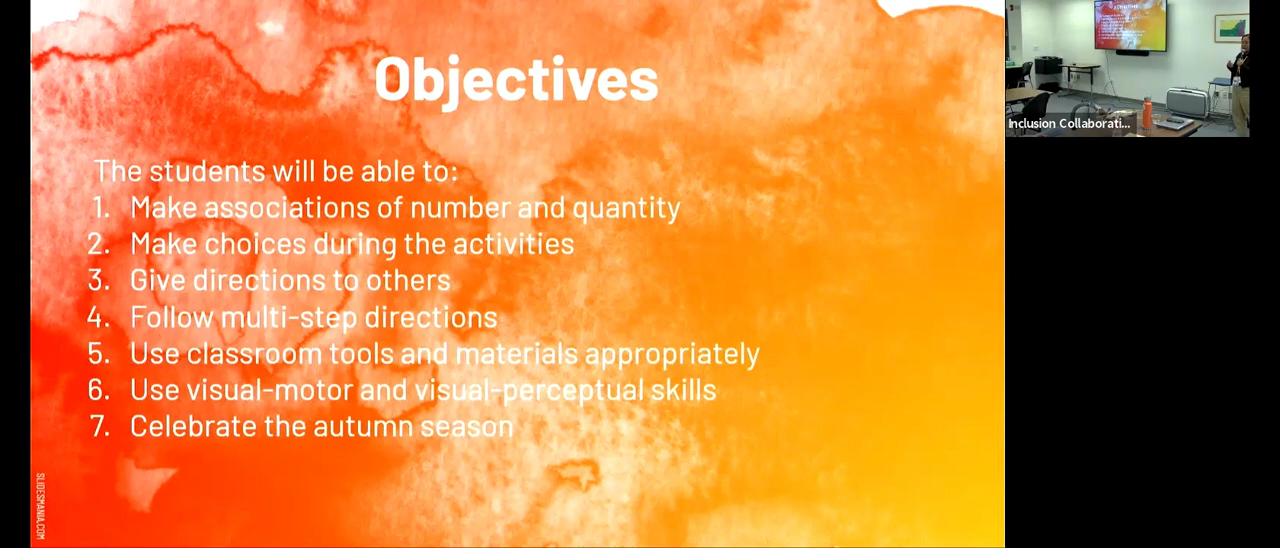 Objectives
The students will be able to:
1. Make associations of number and quantity
2. Make choices during the activities
3. Give directions to others
4. Follow multi-step directions
5. Use classroom tools and materials appropriately
6. Use visual-motor and visual-perceptual skills
7. Celebrate the autumn season
SLIDESMANIA.COM
Inclusion Collaborati...